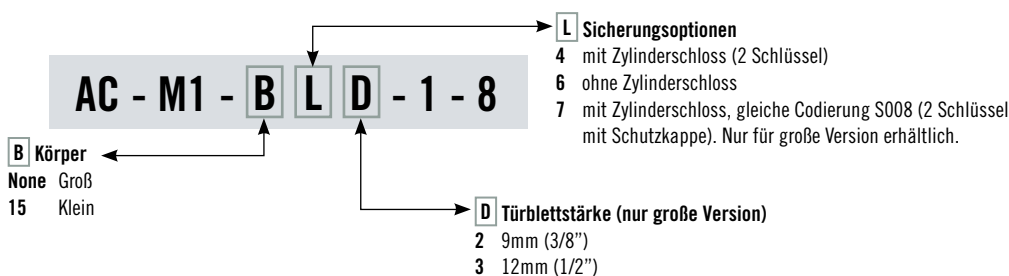 L Sicherungsoptionen
4 mit Zylinderschloss (2 Schlüssel)
6 ohne Zylinderschloss
7 mit Zylinderschloss, gleiche Codierung S008 (2 Schlüssel
mit Schutzkappe). Nur für große Version erhältlich.
AC - M1 - B L D - 1 - 8
B Körper
None Groß
15 Klein
D Türblettstärke (nur große Version)
2 9mm (3/8”)
3 12mm (1/2”)